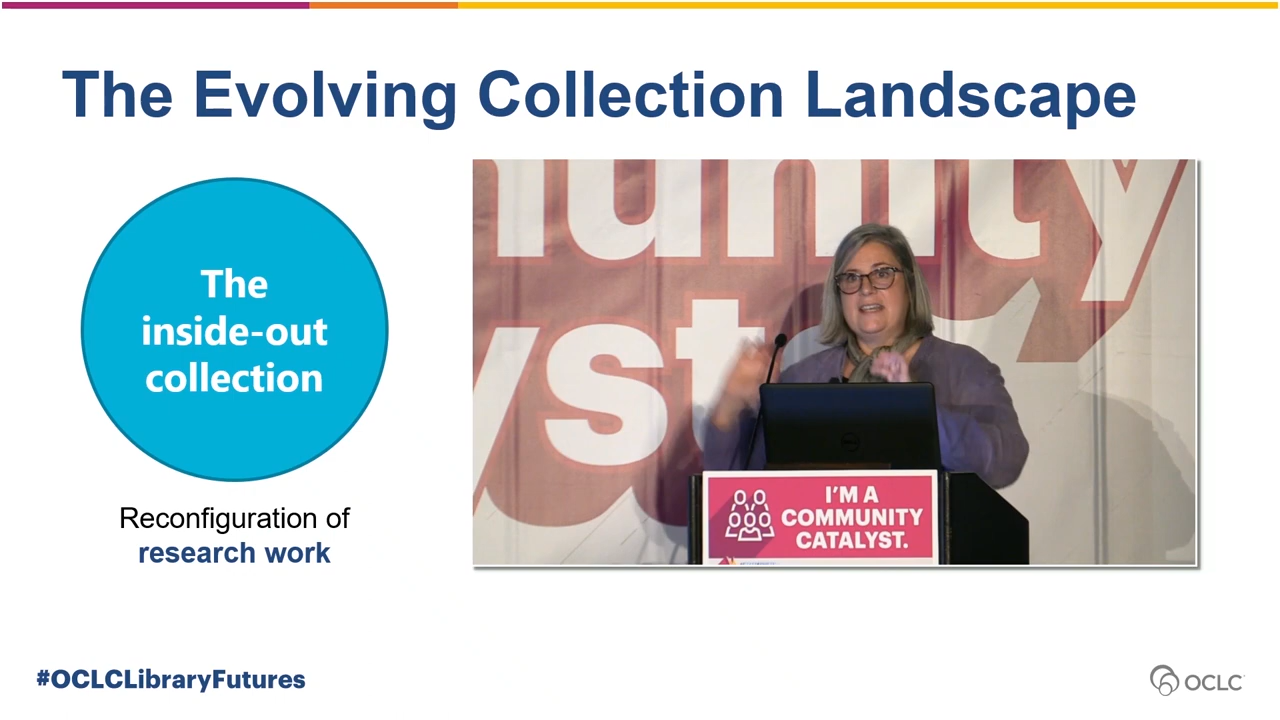 The Evolving Collection Landscape
The
inside-out
collection
Reconfiguration of
research work
I'M A
COMMUNITY
CATALYST.
#OCLCLibraryFutures
OCLC